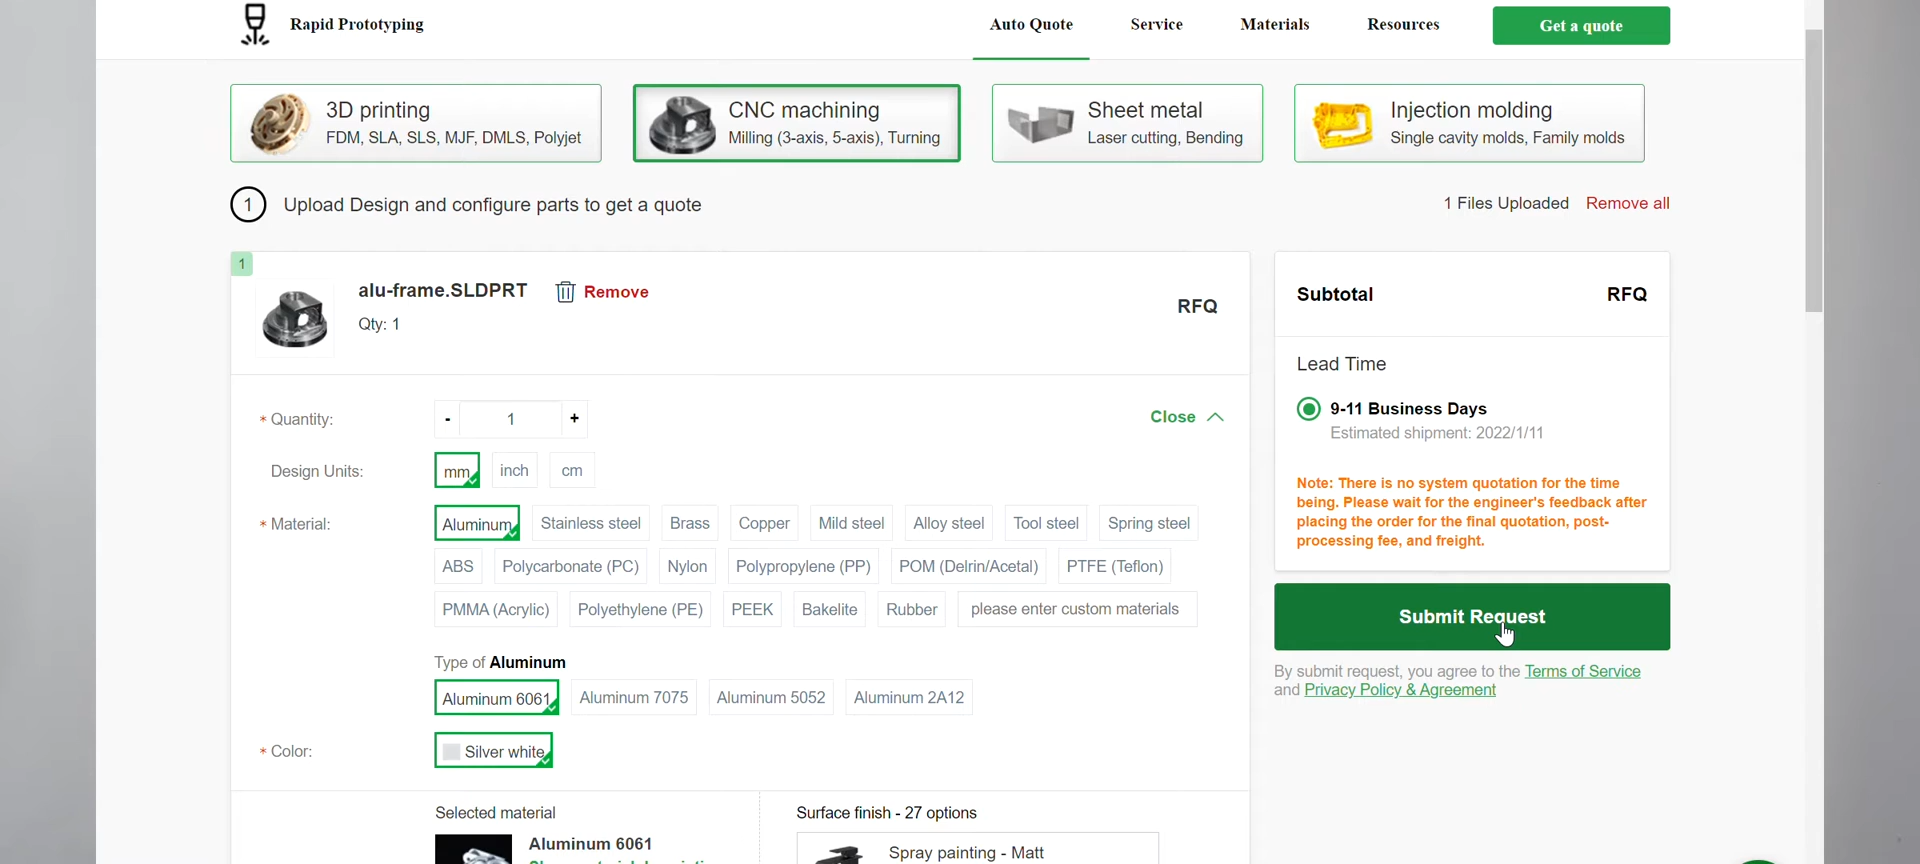 Rapid Prototyping
Auto Quote
Service
Materials
Resources
Get a quote
3D printing
FDM, SLA, SLS, MJF, DMLS, Polyjet
CNC machining
Milling (3-axis, 5-axis), Turning
Sheet metal
Laser cutting, Bending
Injection molding
Single cavity molds, Family molds
1 Upload Design and configure parts to get a quote
1 Files Uploaded Remove all
1
alu-frame.SLDPRT Remove
Qty: 1
RFQ
* Quantity: - 1 + Close
Design Units: mm inch cm
* Material: Aluminum Stainless steel Brass Copper Mild steel Alloy steel Tool steel Spring steel
ABS Polycarbonate (PC) Nylon Polypropylene (PP) POM (Delrin/Acetal) PTFE (Teflon)
PMMA (Acrylic) Polyethylene (PE) PEEK Bakelite Rubber please enter custom materials
Type of Aluminum
Aluminum 6061 Aluminum 7075 Aluminum 5052 Aluminum 2A12
* Color: Silver white
Selected material
Aluminum 6061
Surface finish - 27 options
Spray painting - Matt
Subtotal RFQ
Lead Time
9-11 Business Days
Estimated shipment: 2022/1/11
Note: There is no system quotation for the time
being. Please wait for the engineer's feedback after
placing the order for the final quotation, post-
processing fee, and freight.
Submit Request
By submit request, you agree to the Terms of Service
and Privacy Policy & Agreement